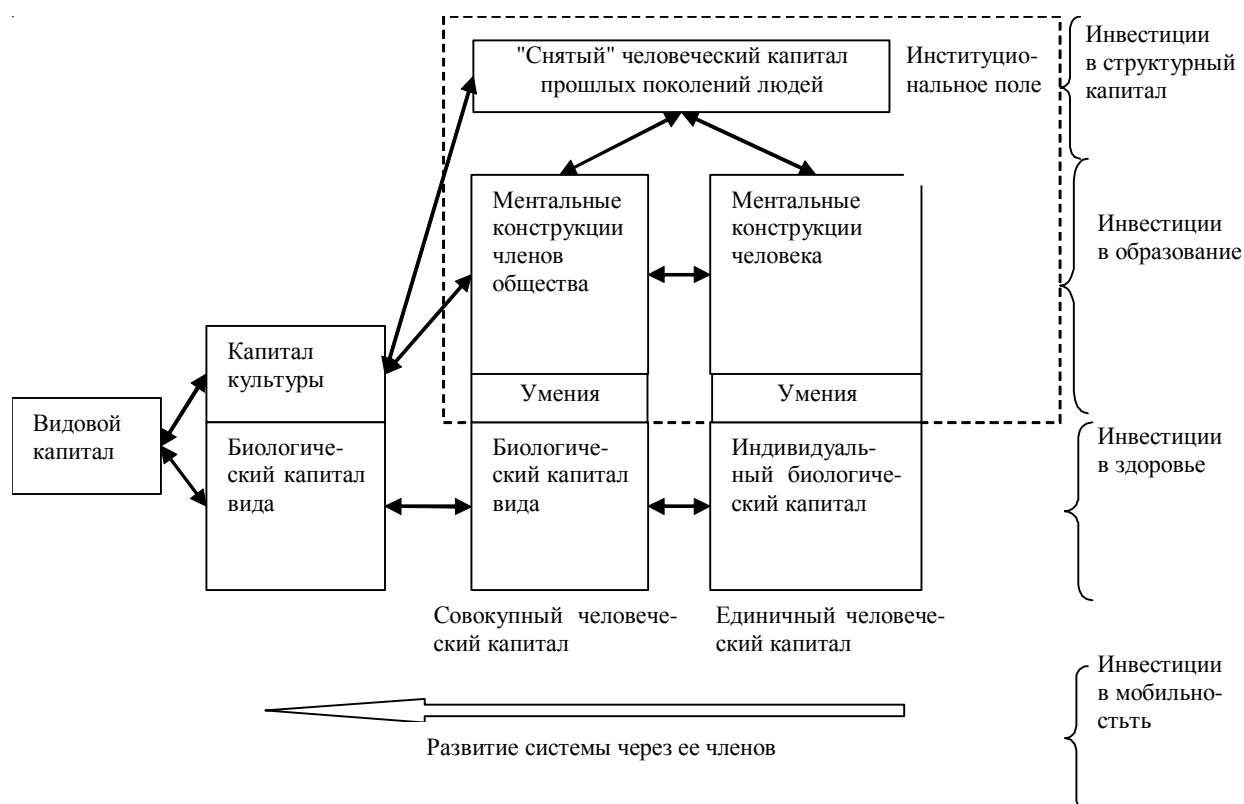 "Снятый" человеческий капитал
прошлых поколений людей
Институцио-
нальное поле
Инвестиции
в структурный
капитал
Ментальные
конструкции
членов
общества
Ментальные
конструкции
человека
Инвестиции
в образование
Капитал
культуры
Умения
Умения
Видовой
капитал
Биологиче-
ский капитал
вида
Биологиче-
ский капитал
вида
Индивидуаль-
ный биологиче-
ский капитал
Инвестиции
в здоровье
Совокупный человече-
ский капитал
Единичный человече-
ский капитал
Инвестиции
в мобильно-
стьть
Развитие системы через ее членов